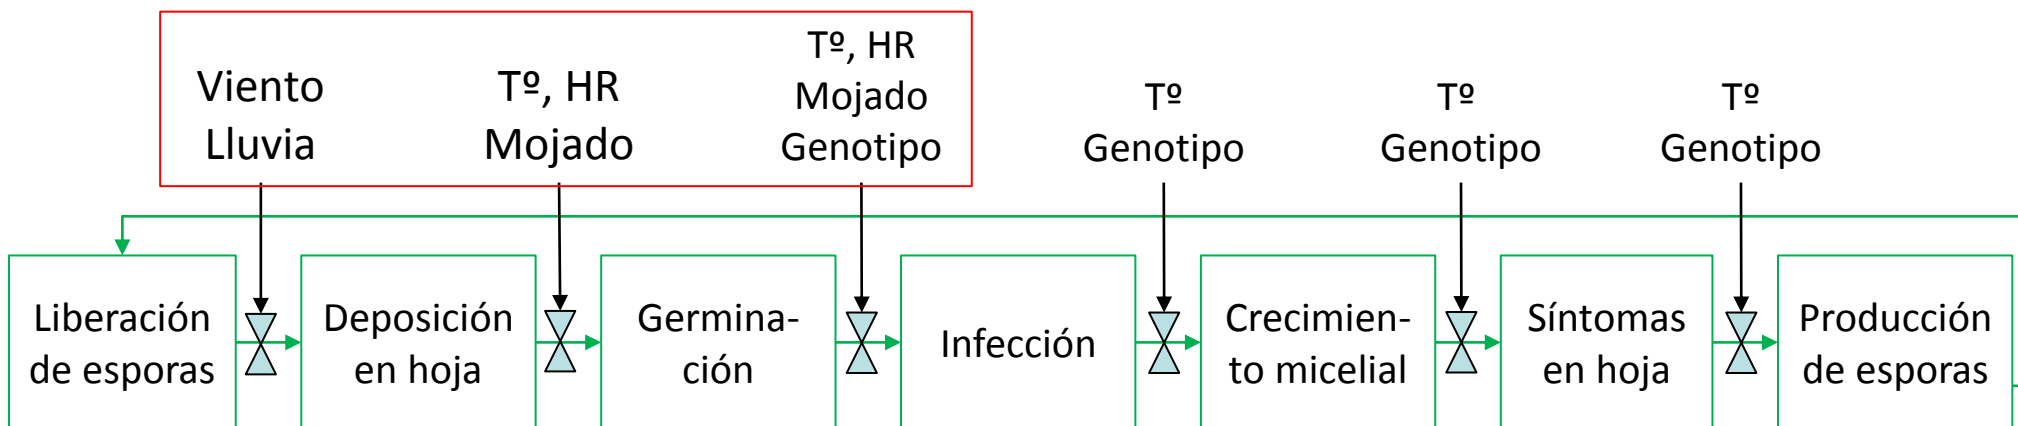 Viento
Lluvia
Tº, HR
Mojado
Tº, HR
Mojado
Genotipo
Tº
Genotipo
Tº
Genotipo
Tº
Genotipo
Liberación
de esporas
Deposición
en hoja
Germina-
ción
Infección
Crecimien-
to micelial
Síntomas
en hoja
Producción
de esporas